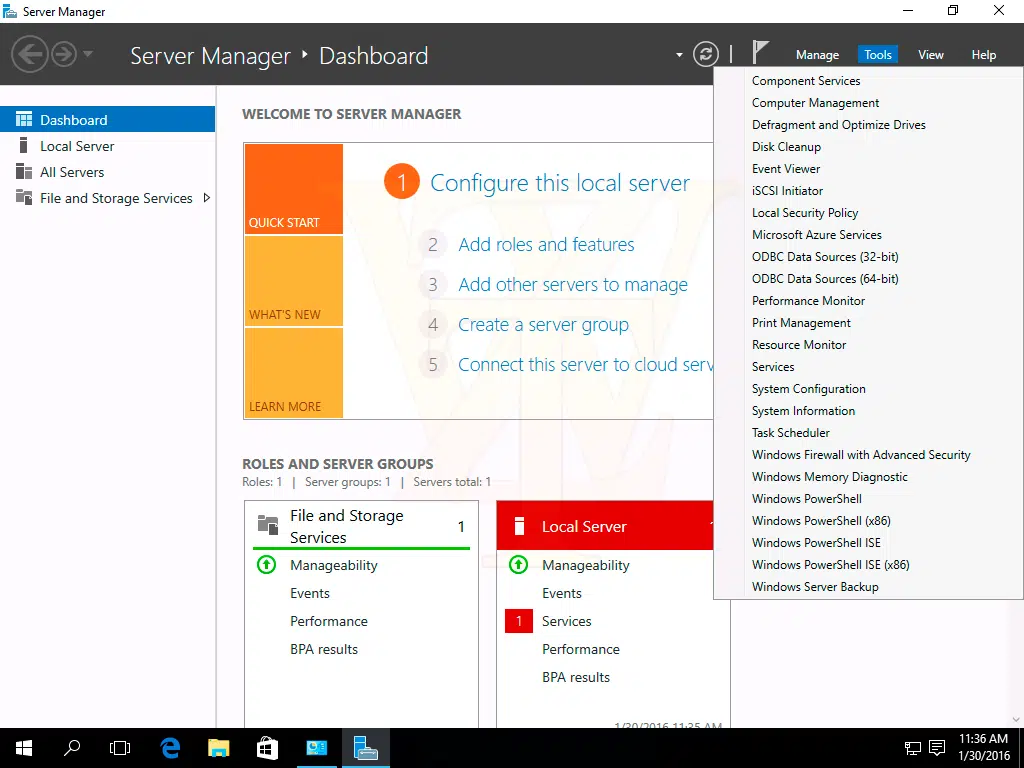 Server Manager
Server Manager ‣ Dashboard
Manage Tools View Help
Dashboard
Local Server
All Servers
File and Storage Services
WELCOME TO SERVER MANAGER
QUICK START
WHAT'S NEW
LEARN MORE
1 Configure this local server
2 Add roles and features
3 Add other servers to manage
4 Create a server group
5 Connect this server to cloud serv
ROLES AND SERVER GROUPS
Roles: 1 | Server groups: 1 | Servers total: 1
File and Storage
Services 1
Manageability
Events
Performance
BPA results
Local Server
Manageability
Events
1 Services
Performance
BPA results
1/30/2016 11:35 AM
Component Services
Computer Management
Defragment and Optimize Drives
Disk Cleanup
Event Viewer
iSCSI Initiator
Local Security Policy
Microsoft Azure Services
ODBC Data Sources (32-bit)
ODBC Data Sources (64-bit)
Performance Monitor
Print Management
Resource Monitor
Services
System Configuration
System Information
Task Scheduler
Windows Firewall with Advanced Security
Windows Memory Diagnostic
Windows PowerShell
Windows PowerShell (x86)
Windows PowerShell ISE
Windows PowerShell ISE (x86)
Windows Server Backup
11:36 AM
1/30/2016